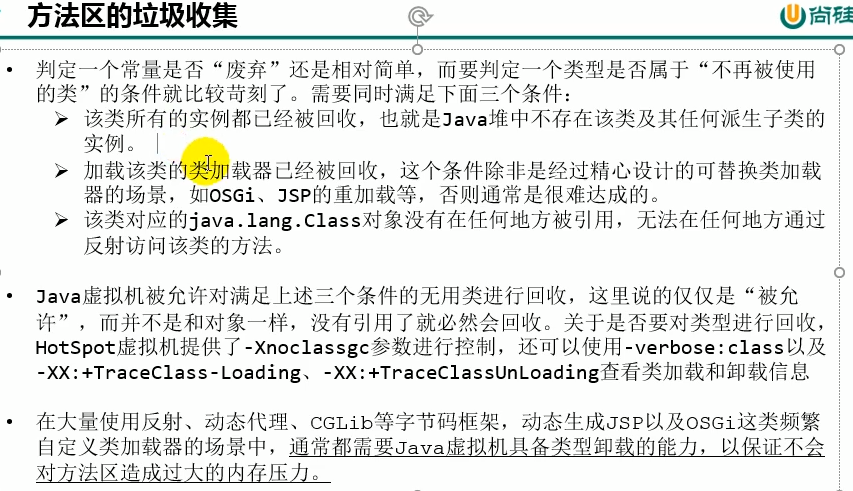 方法区的垃圾收集
尚硅
• 判定一个常量是否“废弃”还是相对简单，而要判定一个类型是否属于“不再被使用
的类”的条件就比较苛刻了。需要同时满足下面三个条件：
➢ 该类所有的实例都已经被回收，也就是Java堆中不存在该类及其任何派生子类的
实例。
➢ 加载该类的类加载器已经被回收，这个条件除非是经过精心设计的可替换类加载
器的场景，如OSGi、JSP的重加载等，否则通常是很难达成的。
➢ 该类对应的java.lang.Class对象没有在任何地方被引用，无法在任何地方通过
反射访问该类的方法。
• Java虚拟机被允许对满足上述三个条件的无用类进行回收，这里说的仅仅是“被允
许”，而并不是和对象一样，没有引用了就必然会回收。关于是否要对类型进行回收，
HotSpot虚拟机提供了-Xnoclassgc参数进行控制，还可以使用-verbose:class以及
-XX:+TraceClass-Loading、-XX:+TraceClassUnLoading查看类加载和卸载信息
• 在大量使用反射、动态代理、CGLib等字节码框架，动态生成JSP以及OSGi这类频繁
自定义类加载器的场景中，通常都需要Java虚拟机具备类型卸载的能力，以保证不会
对方法区造成过大的内存压力。